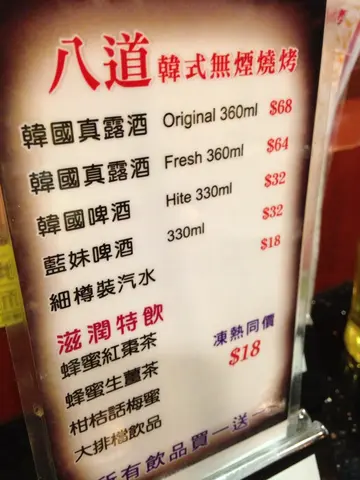 八道 韓式無煙燒烤
韓國真露酒 Original 360ml $68
韓國真露酒 Fresh 360ml $64
韓國啤酒 Hite 330ml $32
藍妹啤酒 330ml $32
細樽裝汽水 $18
滋潤特飲
蜂蜜紅棗茶 凍熱同價
蜂蜜生薑茶 $18
柑桔話梅蜜
大排檔飲品
所有飲品買一送一